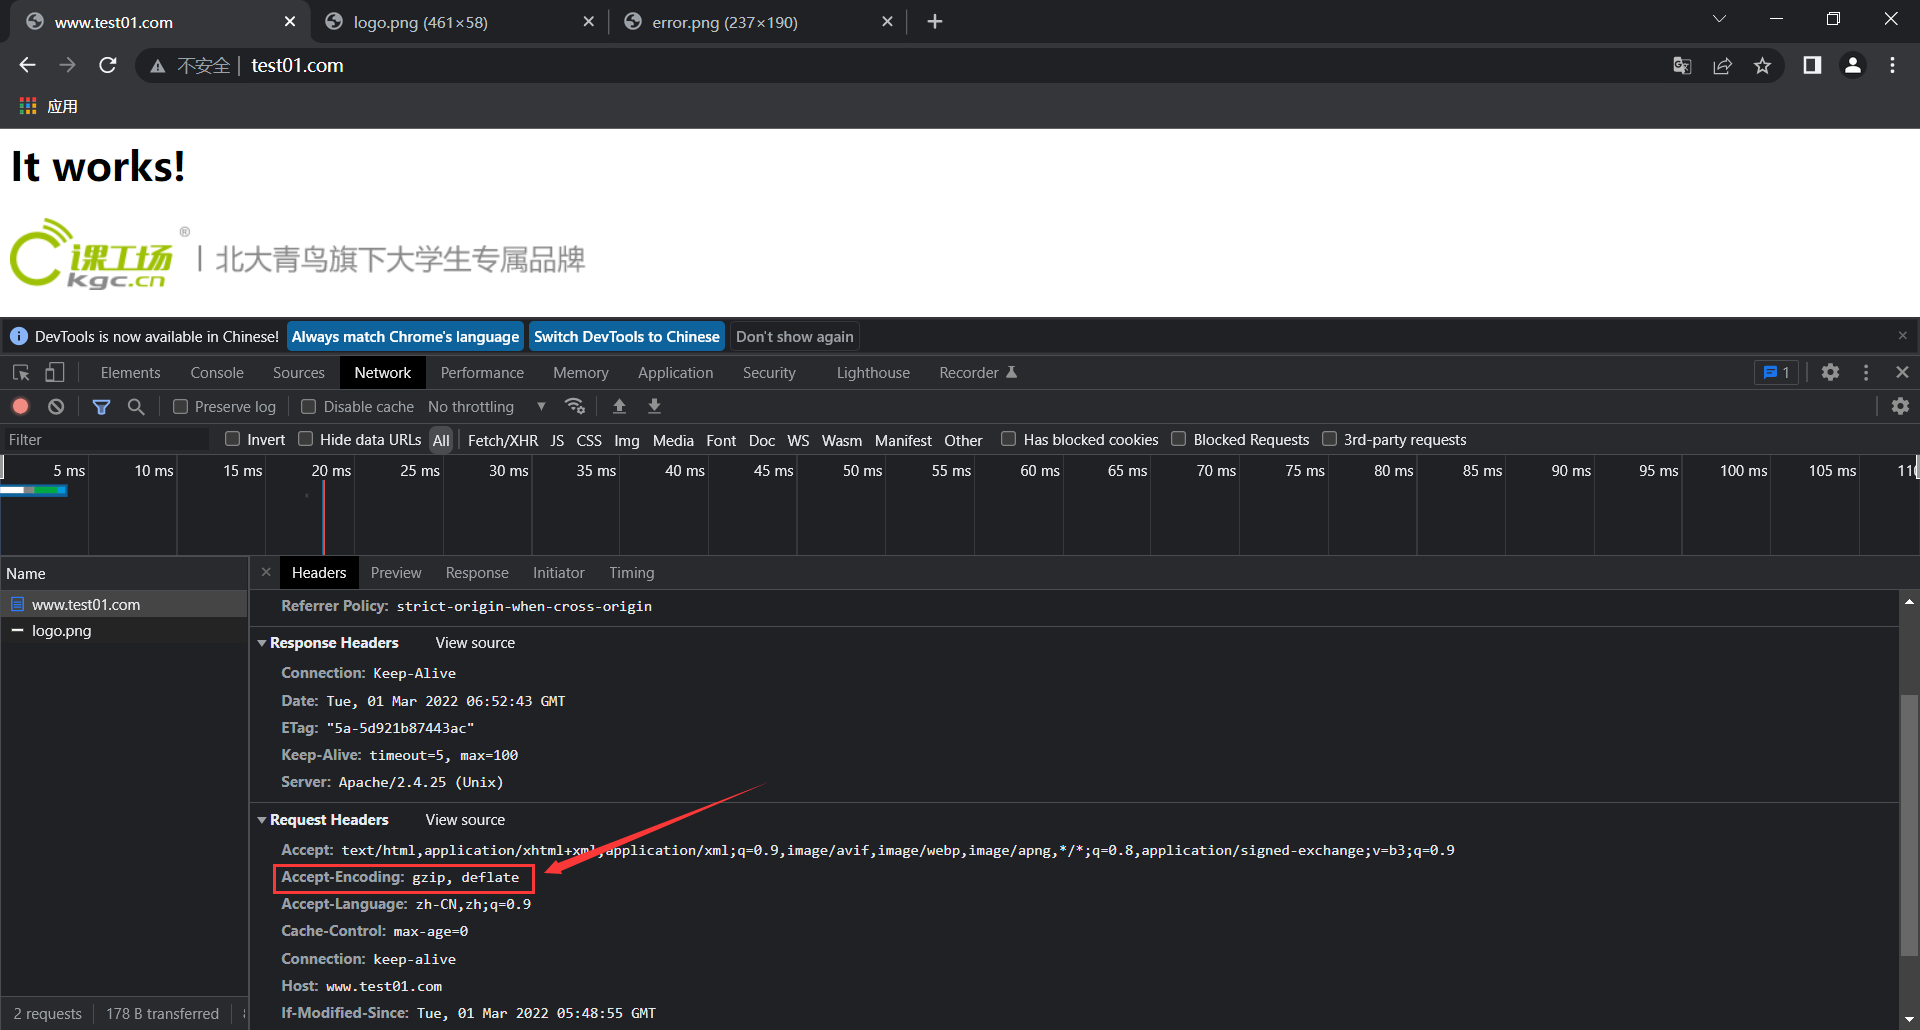 www.test01.com
logo.png (461×58)
error.png (237×190)
不安全 | test01.com
应用
It works!
课工场 ®
kgc.cn
北大青鸟旗下大学生专属品牌
DevTools is now available in Chinese! Always match Chrome's language Switch DevTools to Chinese Don't show again
Elements Console Sources Network Performance Memory Application Security Lighthouse Recorder 1
Preserve log Disable cache No throttling
Filter Invert Hide data URLs All Fetch/XHR JS CSS Img Media Font Doc WS Wasm Manifest Other Has blocked cookies Blocked Requests 3rd-party requests
5 ms 10 ms 15 ms 20 ms 25 ms 30 ms 35 ms 40 ms 45 ms 50 ms 55 ms 60 ms 65 ms 70 ms 75 ms 80 ms 85 ms 90 ms 95 ms 100 ms 105 ms
Name
www.test01.com
logo.png
Headers Preview Response Initiator Timing
Referrer Policy: strict-origin-when-cross-origin
Response Headers View source
Connection: Keep-Alive
Date: Tue, 01 Mar 2022 06:52:43 GMT
ETag: "5a-5d921b87443ac"
Keep-Alive: timeout=5, max=100
Server: Apache/2.4.25 (Unix)
Request Headers View source
Accept: text/html,application/xhtml+xml,application/xml;q=0.9,image/avif,image/webp,image/apng,*/*;q=0.8,application/signed-exchange;v=b3;q=0.9
Accept-Encoding: gzip, deflate
Accept-Language: zh-CN,zh;q=0.9
Cache-Control: max-age=0
Connection: keep-alive
Host: www.test01.com
If-Modified-Since: Tue, 01 Mar 2022 05:48:55 GMT
2 requests 178 B transferred